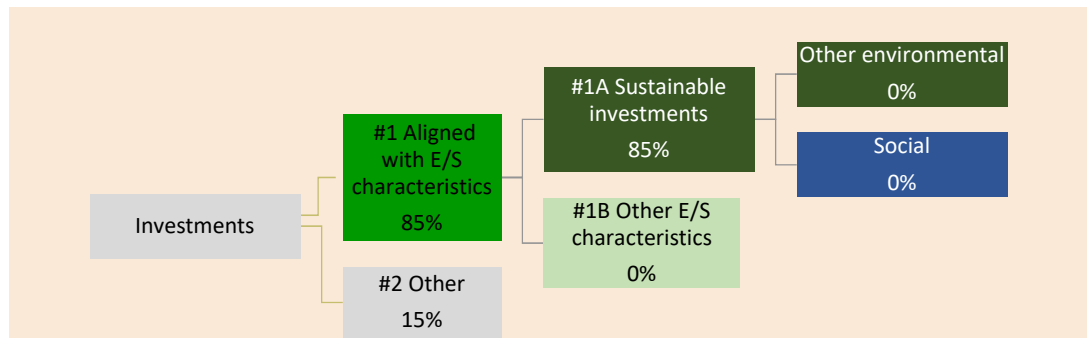 Investments
#1 Aligned
with E/S
characteristics
85%
#2 Other
15%
#1A Sustainable
investments
85%
#1B Other E/S
characteristics
0%
Other environmental
0%
Social
0%